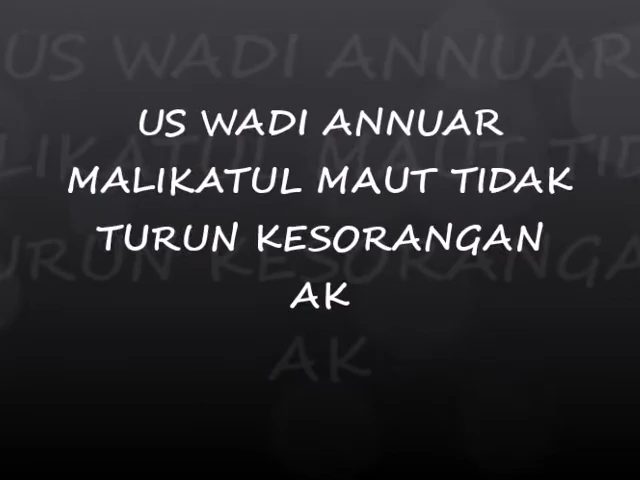 US WADI ANNUAR
MALIKATUL MAUT TIDAK
TURUN KESORANGAN
AK